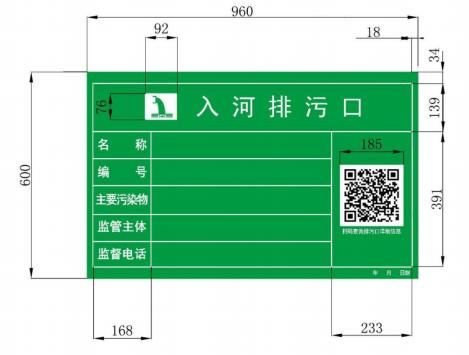 960
92
18
34
76
入河排污口
139
600
名称
185
编号
主要污染物
391
监管主体
扫码查询排污口详细信息
监督电话
年 月 日制
168
233